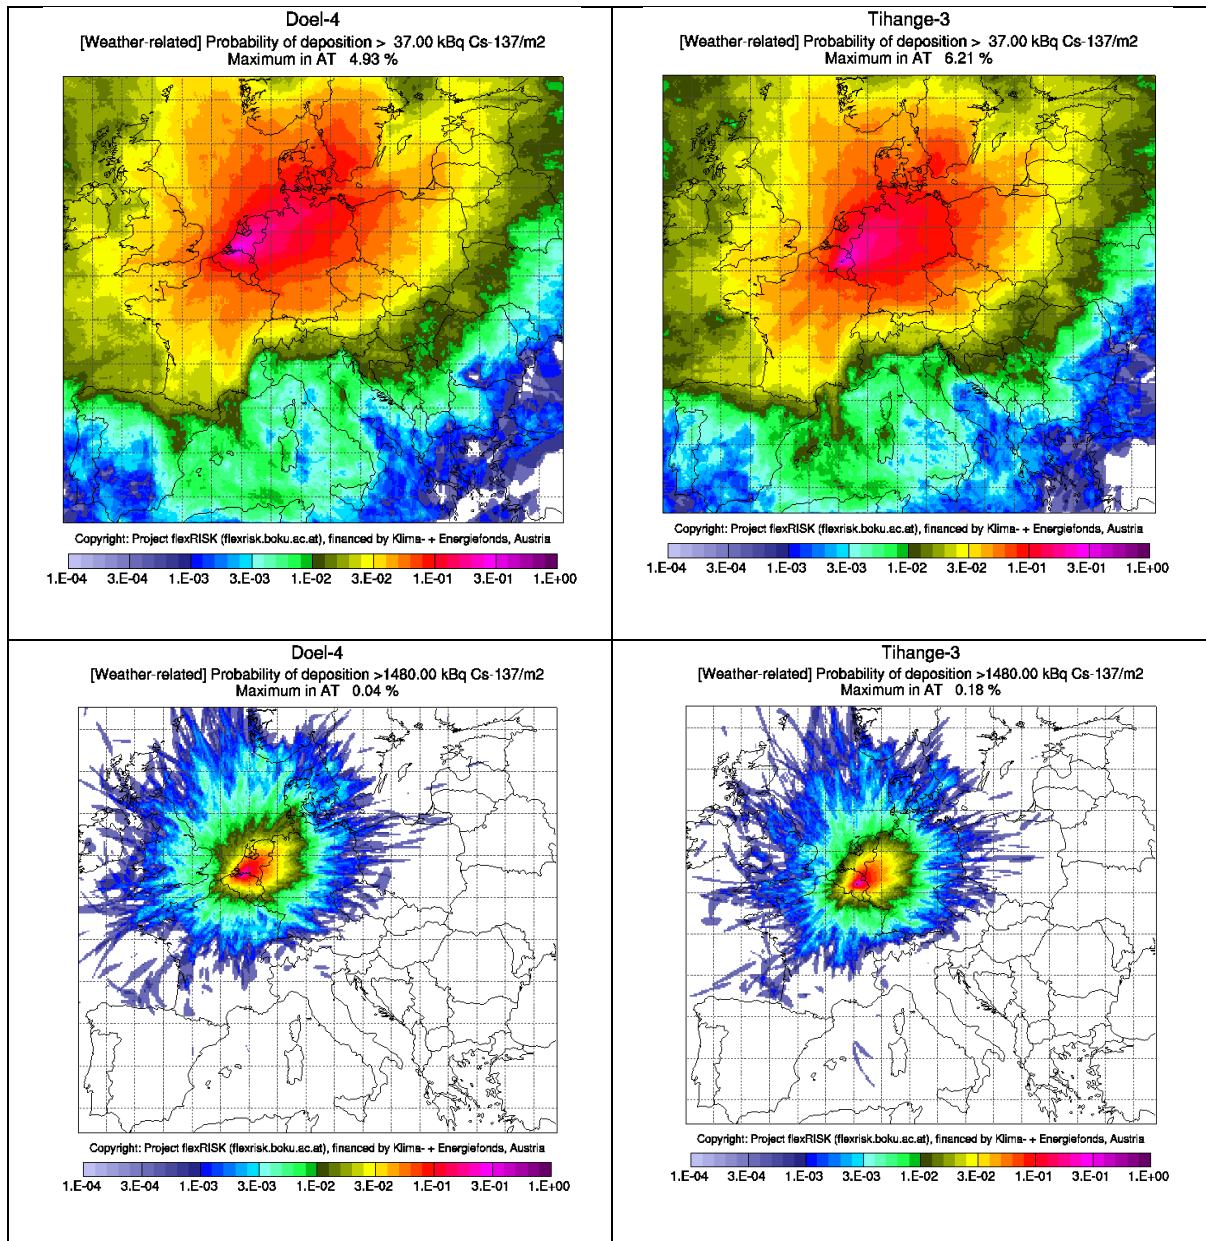 Doel-4
[Weather-related] Probability of deposition > 37.00 kBq Cs-137/m2
Maximum in AT 4.93 %
Copyright: Project flexRISK (flexrisk.boku.ac.at), financed by Klima- + Energiefonds, Austria
1.E-04 3.E-04 1.E-03 3.E-03 1.E-02 3.E-02 1.E-01 3.E-01 1.E+00
Tihange-3
[Weather-related] Probability of deposition > 37.00 kBq Cs-137/m2
Maximum in AT 6.21 %
Copyright: Project flexRISK (flexrisk.boku.ac.at), financed by Klima- + Energiefonds, Austria
1.E-04 3.E-04 1.E-03 3.E-03 1.E-02 3.E-02 1.E-01 3.E-01 1.E+00
Doel-4
[Weather-related] Probability of deposition >1480.00 kBq Cs-137/m2
Maximum in AT 0.04 %
Copyright: Project flexRISK (flexrisk.boku.ac.at), financed by Klima- + Energiefonds, Austria
1.E-04 3.E-04 1.E-03 3.E-03 1.E-02 3.E-02 1.E-01 3.E-01 1.E+00
Tihange-3
[Weather-related] Probability of deposition >1480.00 kBq Cs-137/m2
Maximum in AT 0.18 %
Copyright: Project flexRISK (flexrisk.boku.ac.at), financed by Klima- + Energiefonds, Austria
1.E-04 3.E-04 1.E-03 3.E-03 1.E-02 3.E-02 1.E-01 3.E-01 1.E+00